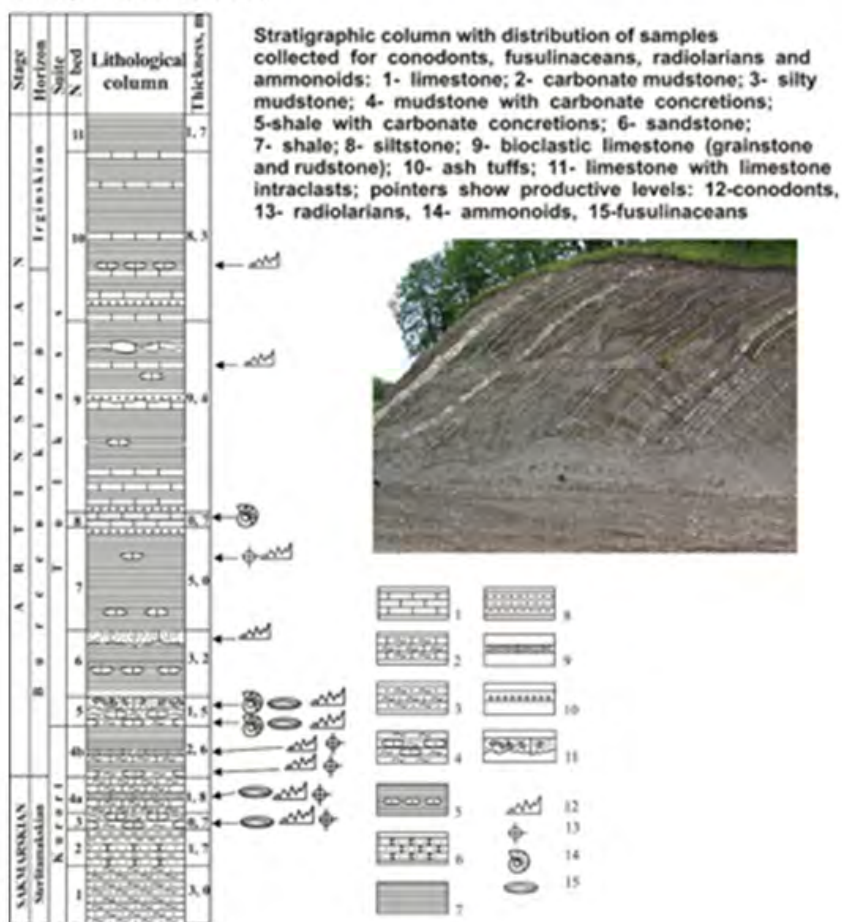 Stage
Horizon
Suite
N bed
Lithological
column
Thickness, m
Stratigraphic column with distribution of samples
collected for conodonts, fusulinaceans, radiolarians and
ammonoids: 1- limestone; 2- carbonate mudstone; 3- silty
mudstone; 4- mudstone with carbonate concretions;
5-shale with carbonate concretions; 6- sandstone;
7- shale; 8- siltstone; 9- bioclastic limestone (grainstone
and rudstone); 10- ash tuffs; 11- limestone with limestone
intraclasts; pointers show productive levels: 12-conodonts,
13- radiolarians, 14- ammonoids, 15-fusulinaceans
ARTINSKIAN
SAKMARSKIAN
Irginskian
Burcevskian
Sterlitamakskian
Tulkass
Kurort
11 1,7
10 8,3
9 9,4
8 0,7
7 5,0
6 3,2
5 1,5
4b 2,6
4a 1,8
3 0,7
2 1,7
1 3,0
1
2
3
4
5
6
7
8
9
10
11
12
13
14
15